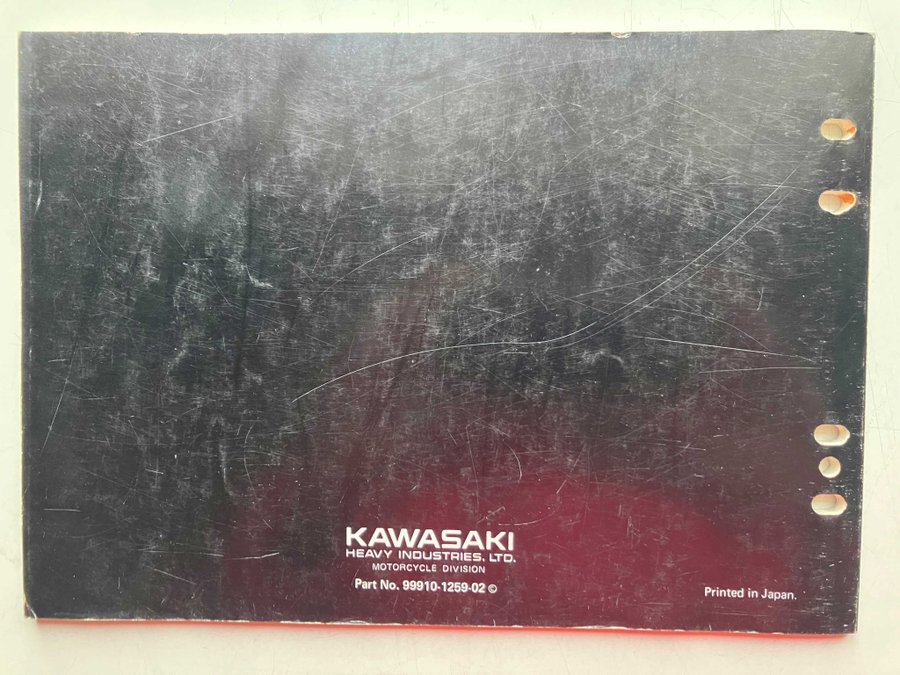 KAWASAKI
HEAVY INDUSTRIES, LTD.
MOTORCYCLE DIVISION
Part No. 99910-1259-02 ©
Printed in Japan.